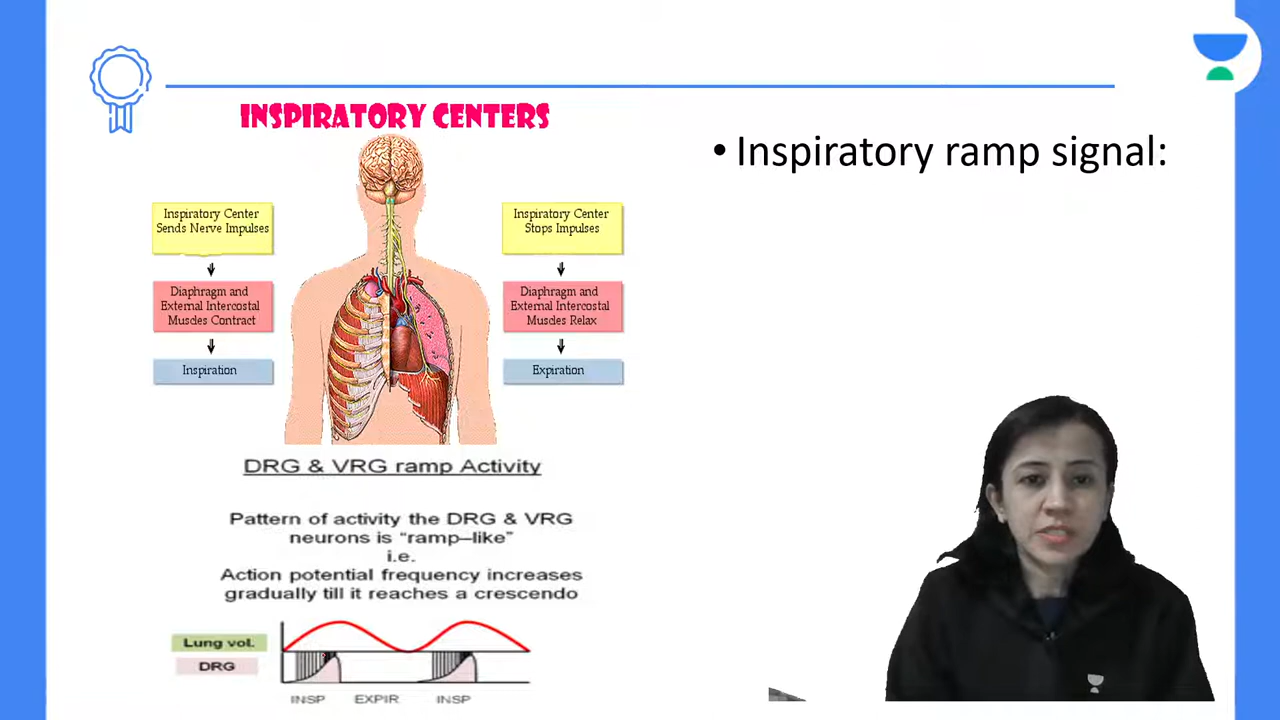 INSPIRATORY CENTERS
• Inspiratory ramp signal:
Inspiratory Center
Sends Nerve Impulses
Diaphragm and
External Intercostal
Muscles Contract
Inspiration
Inspiratory Center
Stops Impulses
Diaphragm and
External Intercostal
Muscles Relax
Expiration
DRG & VRG ramp Activity
Pattern of activity the DRG & VRG
neurons is “ramp–like”
i.e.
Action potential frequency increases
gradually till it reaches a crescendo
Lung vol.
DRG
INSP EXPIR INSP